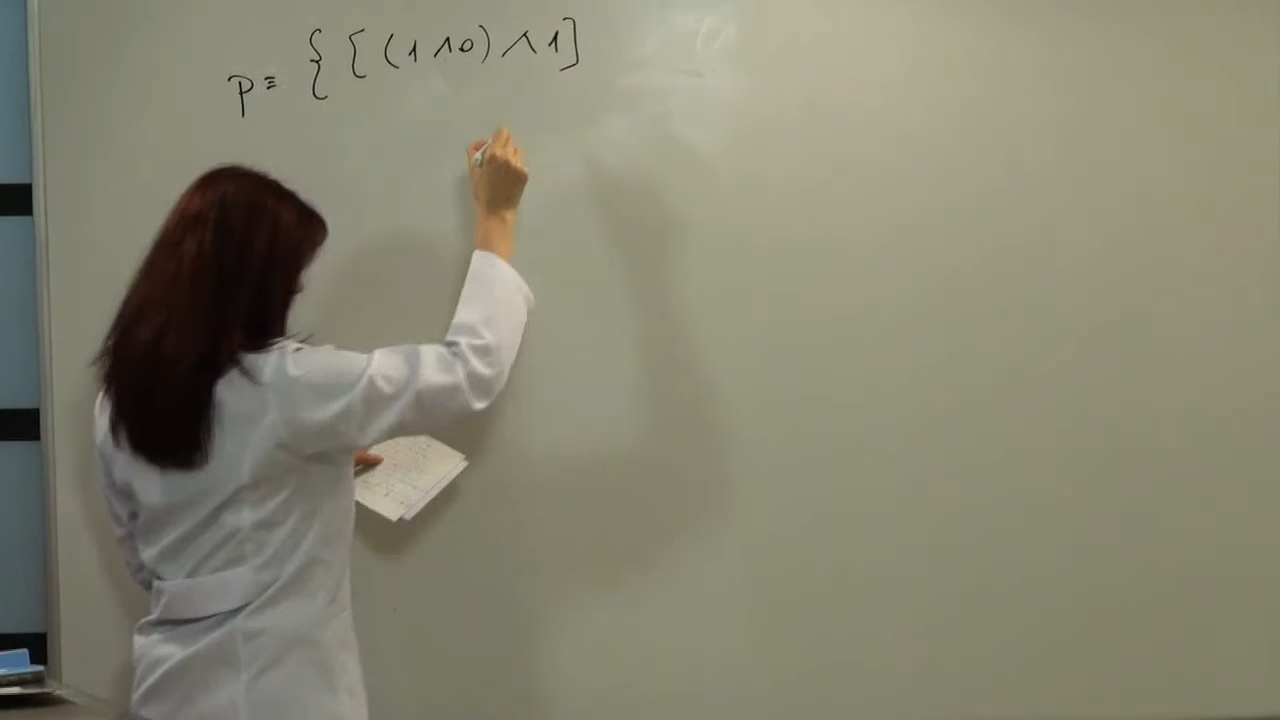 p ≡ { [ (1 ∧ 0) ∧ 1 ]